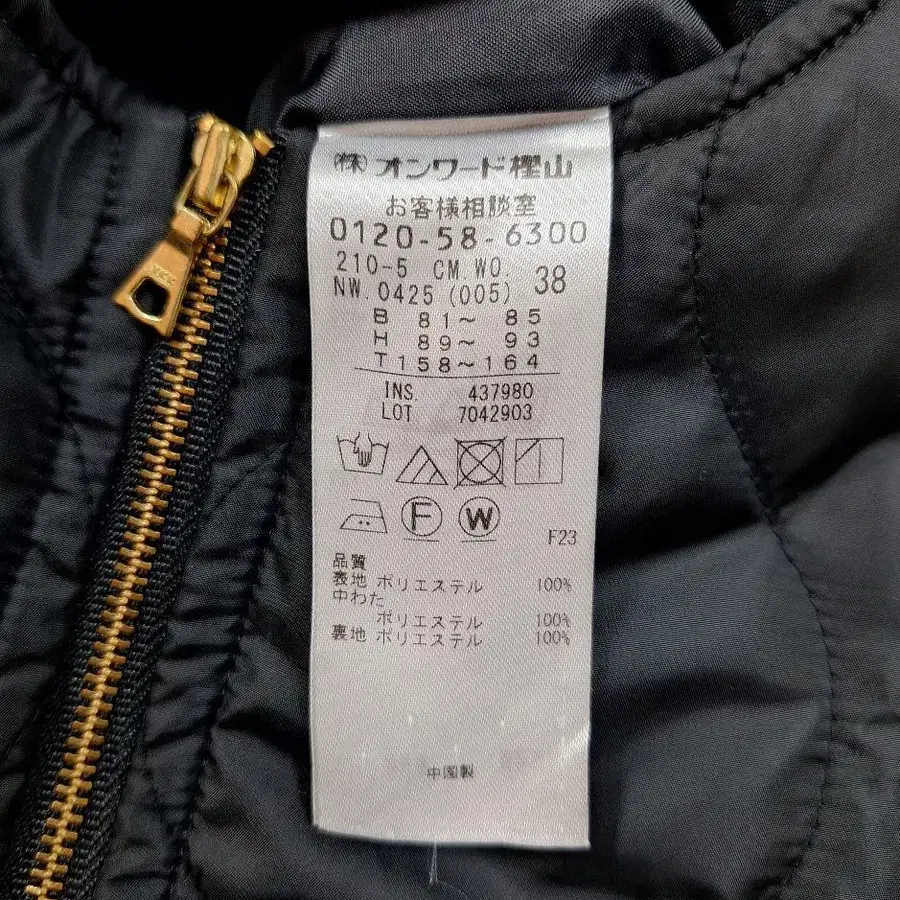 ㈱オンワード樫山
お客様相談室
0120-58-6300
210-5 CM.WO. 38
NW.0425(005)
B 81～ 85
H 89～ 93
T 158～164
INS. 437980
LOT 7042903
F W
F23
品質
表地 ポリエステル 100%
中わた
ポリエステル 100%
裏地 ポリエステル 100%
中国製
YKK